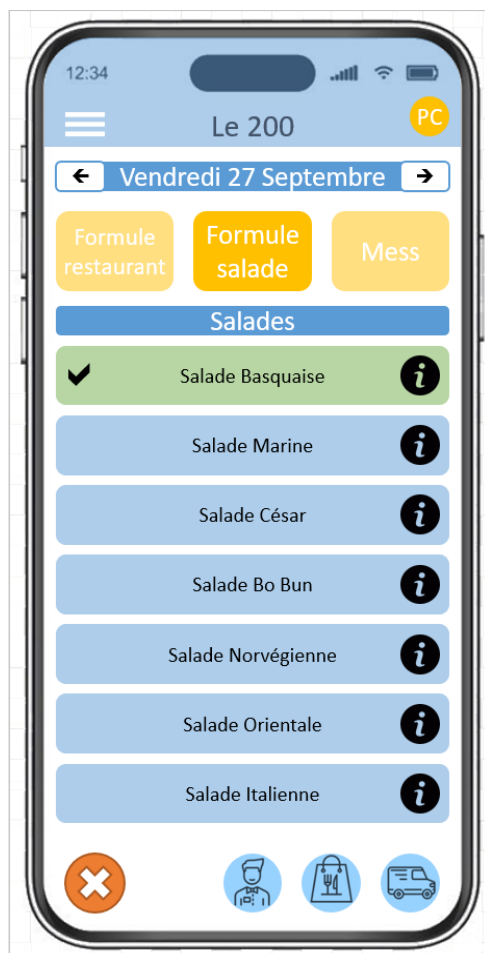 12:34
Le 200
PC
Vendredi 27 Septembre
Formule
restaurant
Formule
salade
Mess
Salades
Salade Basquaise
i
Salade Marine
i
Salade César
i
Salade Bo Bun
i
Salade Norvégienne
i
Salade Orientale
i
Salade Italienne
i